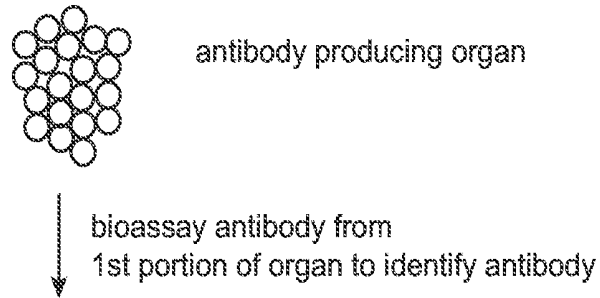 antibody producing organ
bioassay antibody from
1st portion of organ to identify antibody